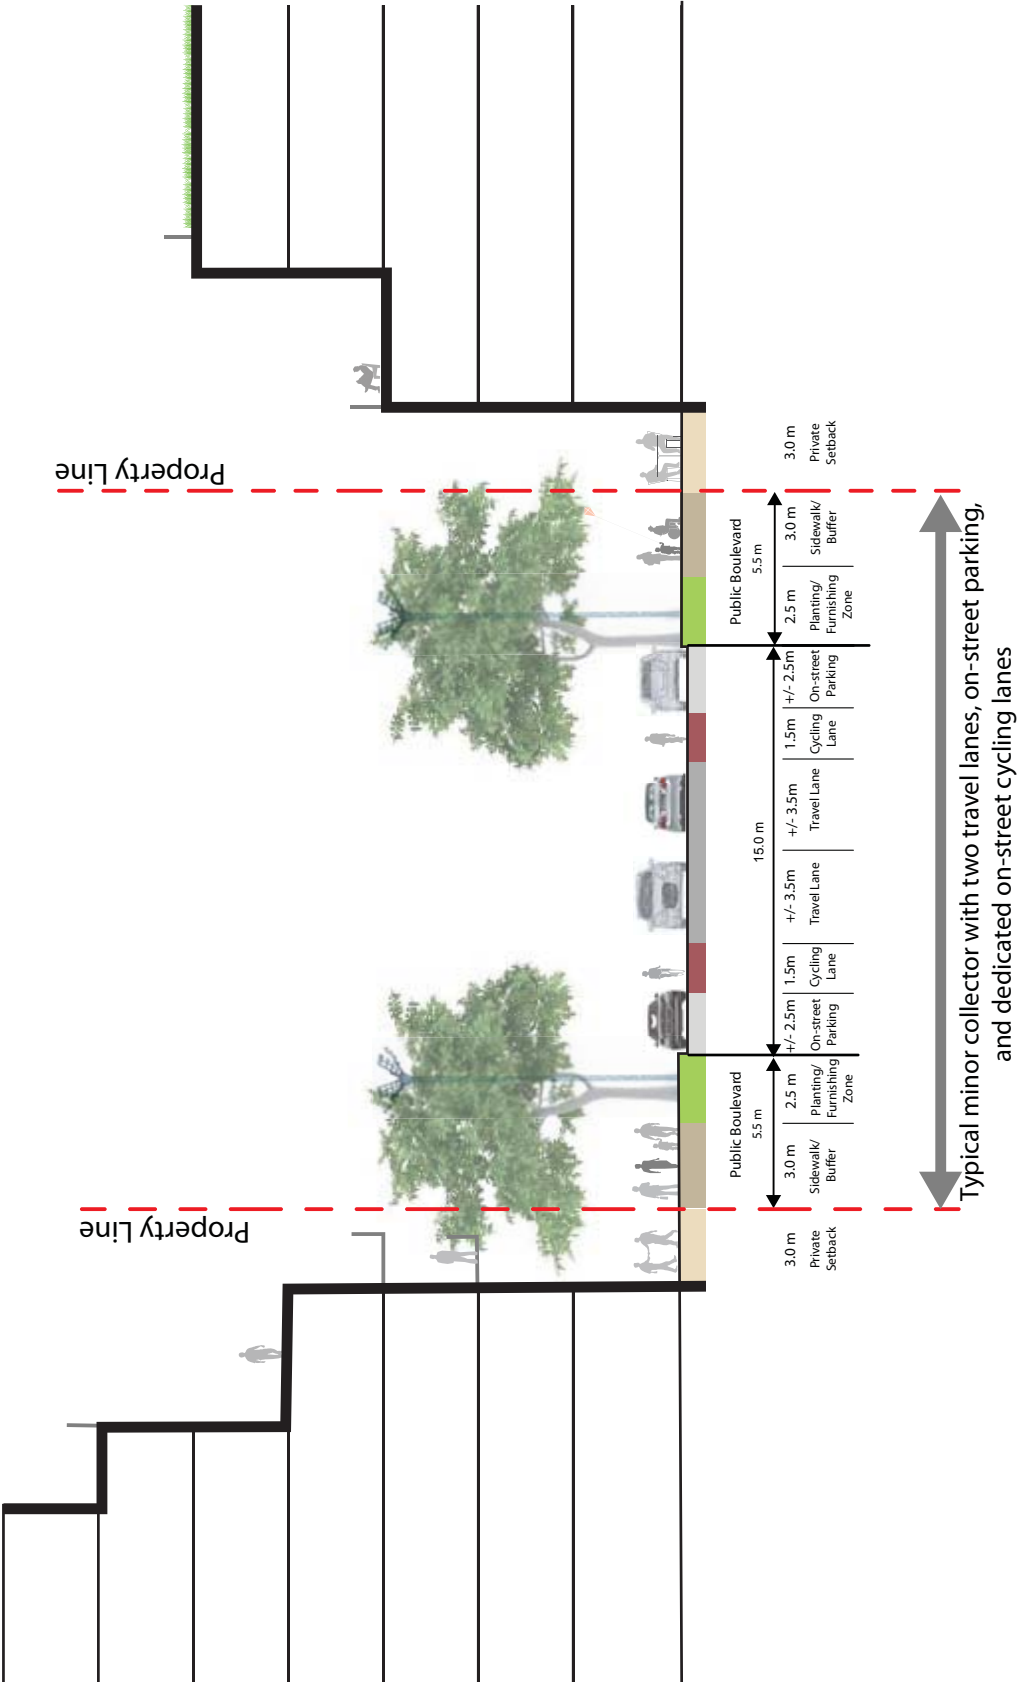 Property Line
Property Line
Public Boulevard
5.5 m
15.0 m
Public Boulevard
5.5 m
3.0 m
Private
Setback
3.0 m
Sidewalk/
Buffer
2.5 m
Planting/
Furnishing
Zone
+/- 2.5m
On-street
Parking
1.5m
Cycling
Lane
+/- 3.5m
Travel Lane
+/- 3.5m
Travel Lane
1.5m
Cycling
Lane
+/- 2.5m
On-street
Parking
2.5 m
Planting/
Furnishing
Zone
3.0 m
Sidewalk/
Buffer
3.0 m
Private
Setback
Typical minor collector with two travel lanes, on-street parking,
and dedicated on-street cycling lanes